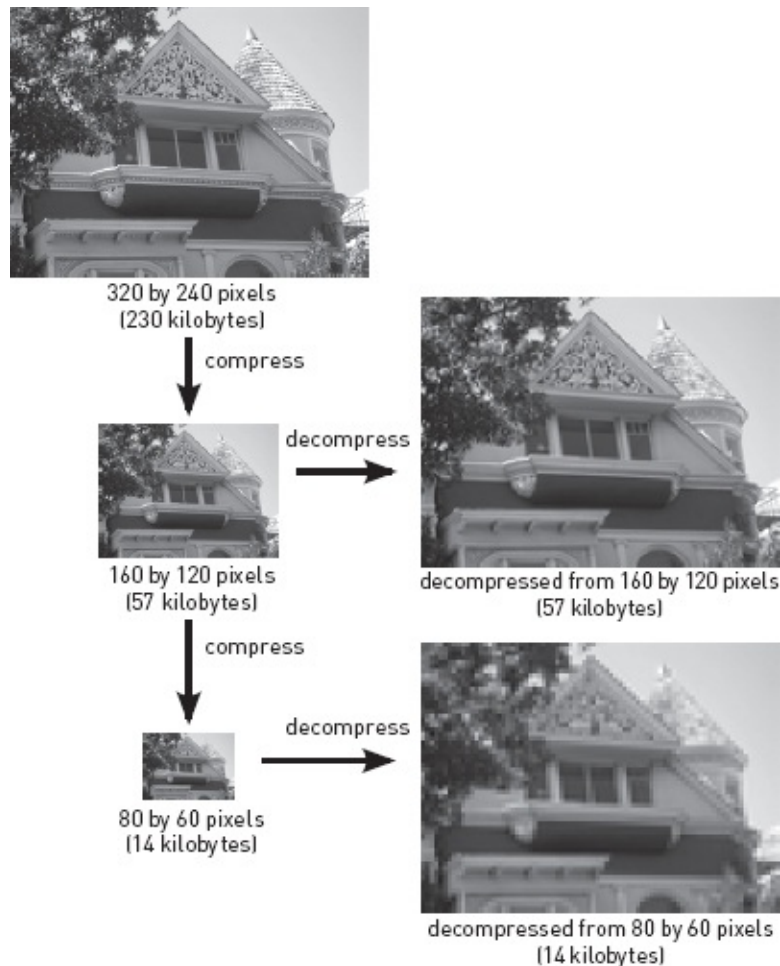 320 by 240 pixels
(230 kilobytes)
compress
decompress
160 by 120 pixels
(57 kilobytes)
decompressed from 160 by 120 pixels
(57 kilobytes)
compress
decompress
80 by 60 pixels
(14 kilobytes)
decompressed from 80 by 60 pixels
(14 kilobytes)